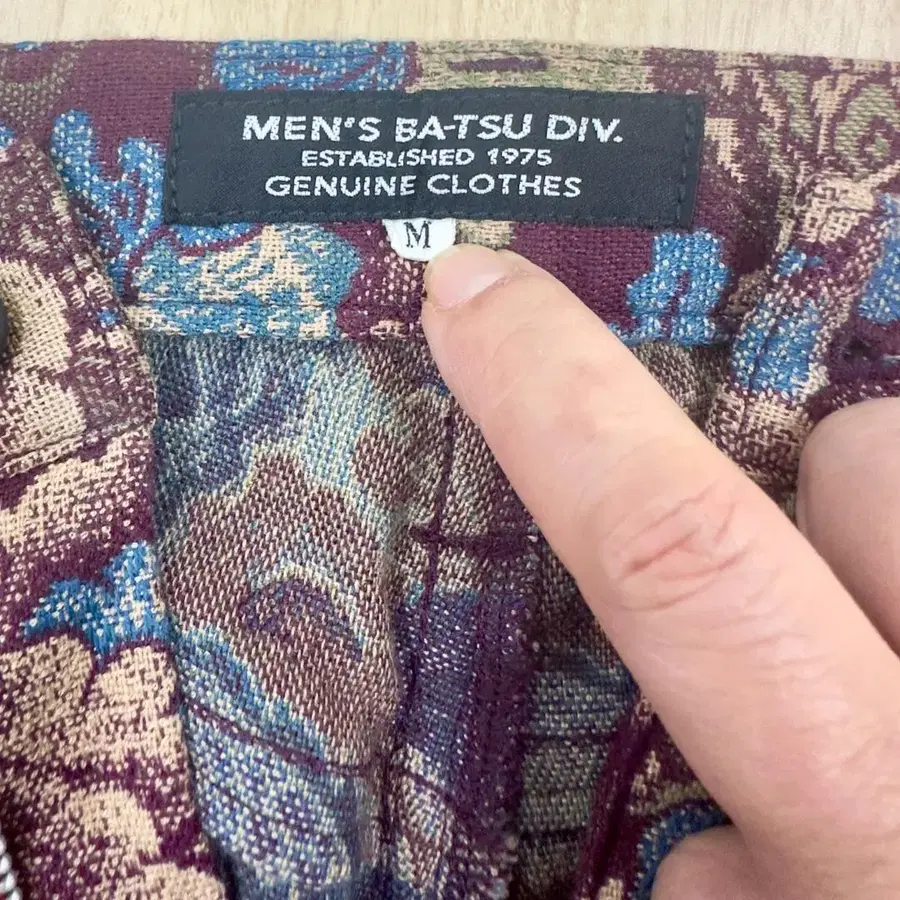 MEN'S BA-TSU DIV.
ESTABLISHED 1975
GENUINE CLOTHES
M